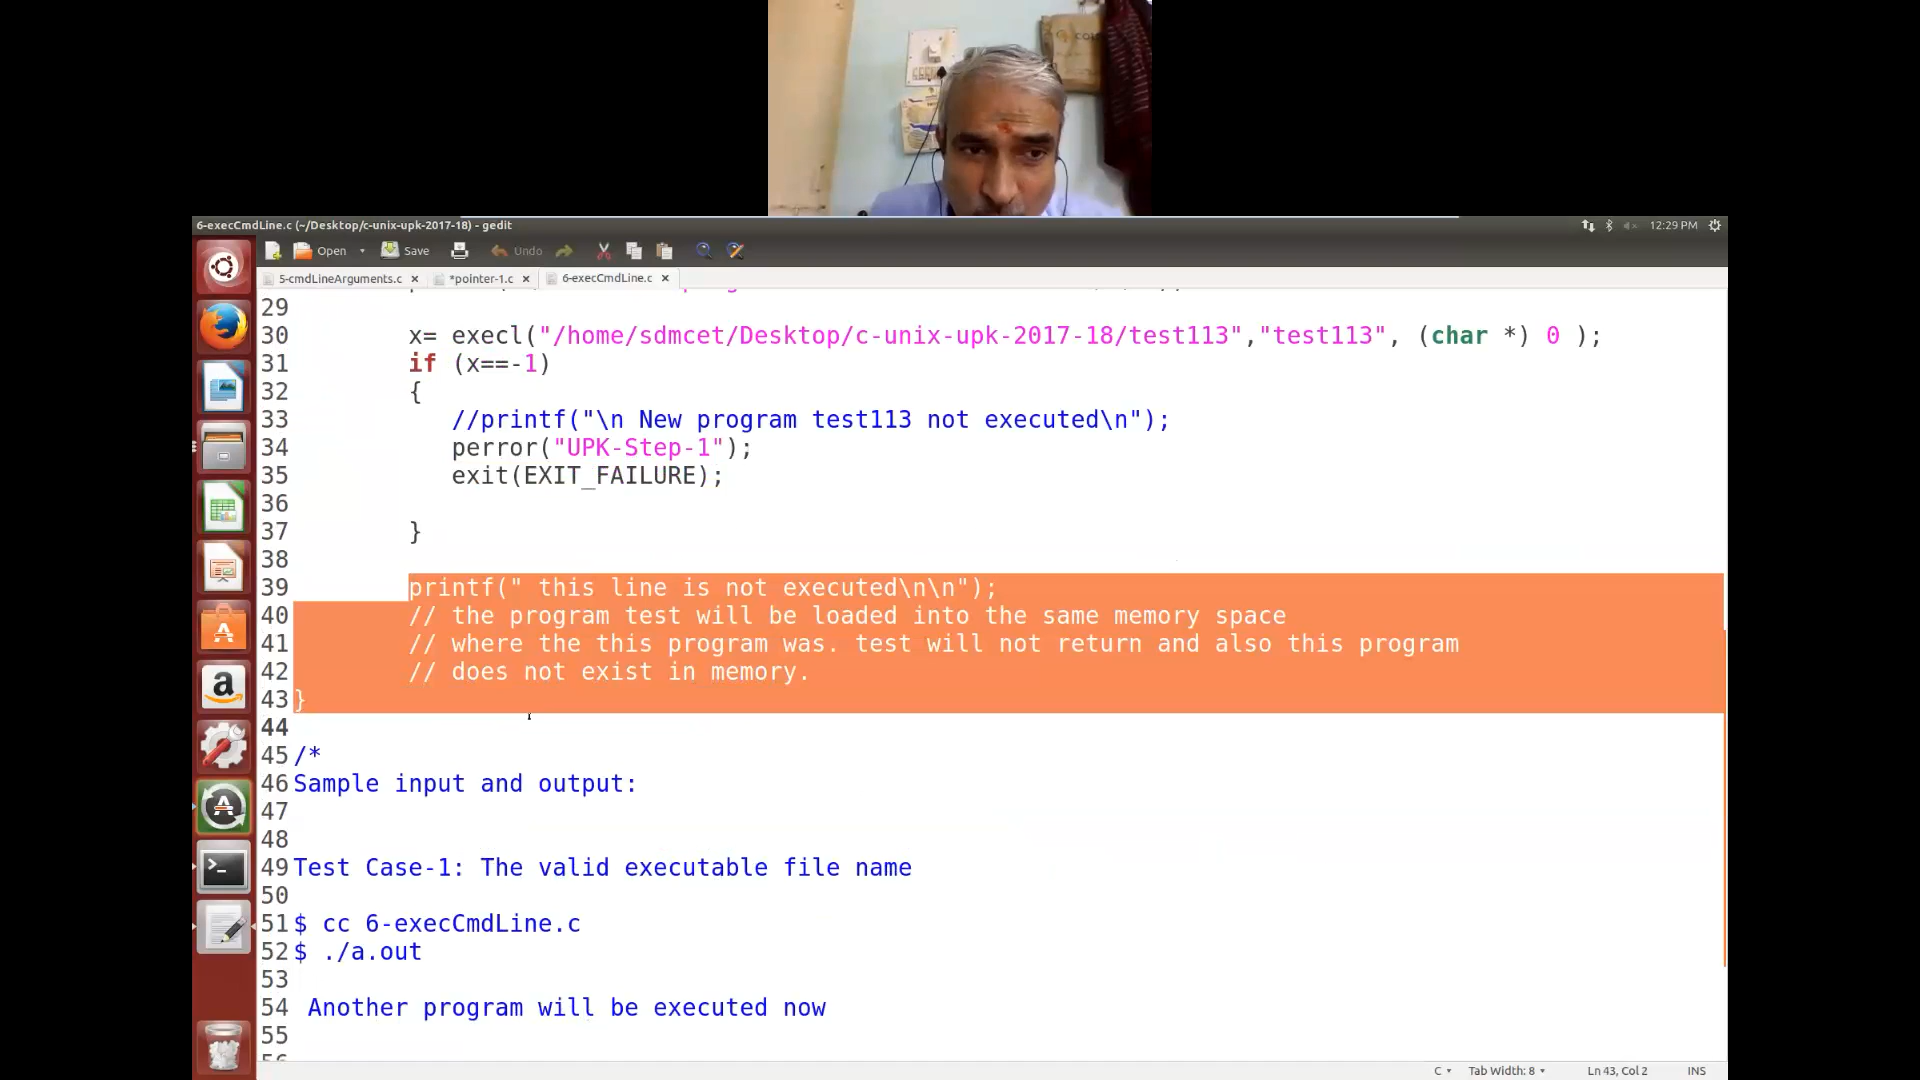 6-execCmdLine.c (~/Desktop/c-unix-upk-2017-18) - gedit
12:29 PM
Open Save Undo
5-cmdLineArguments.c *pointer-1.c 6-execCmdLine.c
29
30 x= execl("/home/sdmcet/Desktop/c-unix-upk-2017-18/test113","test113", (char *) 0 );
31 if (x==-1)
32 {
33 //printf("\n New program test113 not executed\n");
34 perror("UPK-Step-1");
35 exit(EXIT_FAILURE);
36
37 }
38
39 printf(" this line is not executed\n\n");
40 // the program test will be loaded into the same memory space
41 // where the this program was. test will not return and also this program
42 // does not exist in memory.
43 }
44
45 /*
46 Sample input and output:
47
48
49 Test Case-1: The valid executable file name
50
51 $ cc 6-execCmdLine.c
52 $ ./a.out
53
54 Another program will be executed now
55
C Tab Width: 8 Ln 43, Col 2 INS